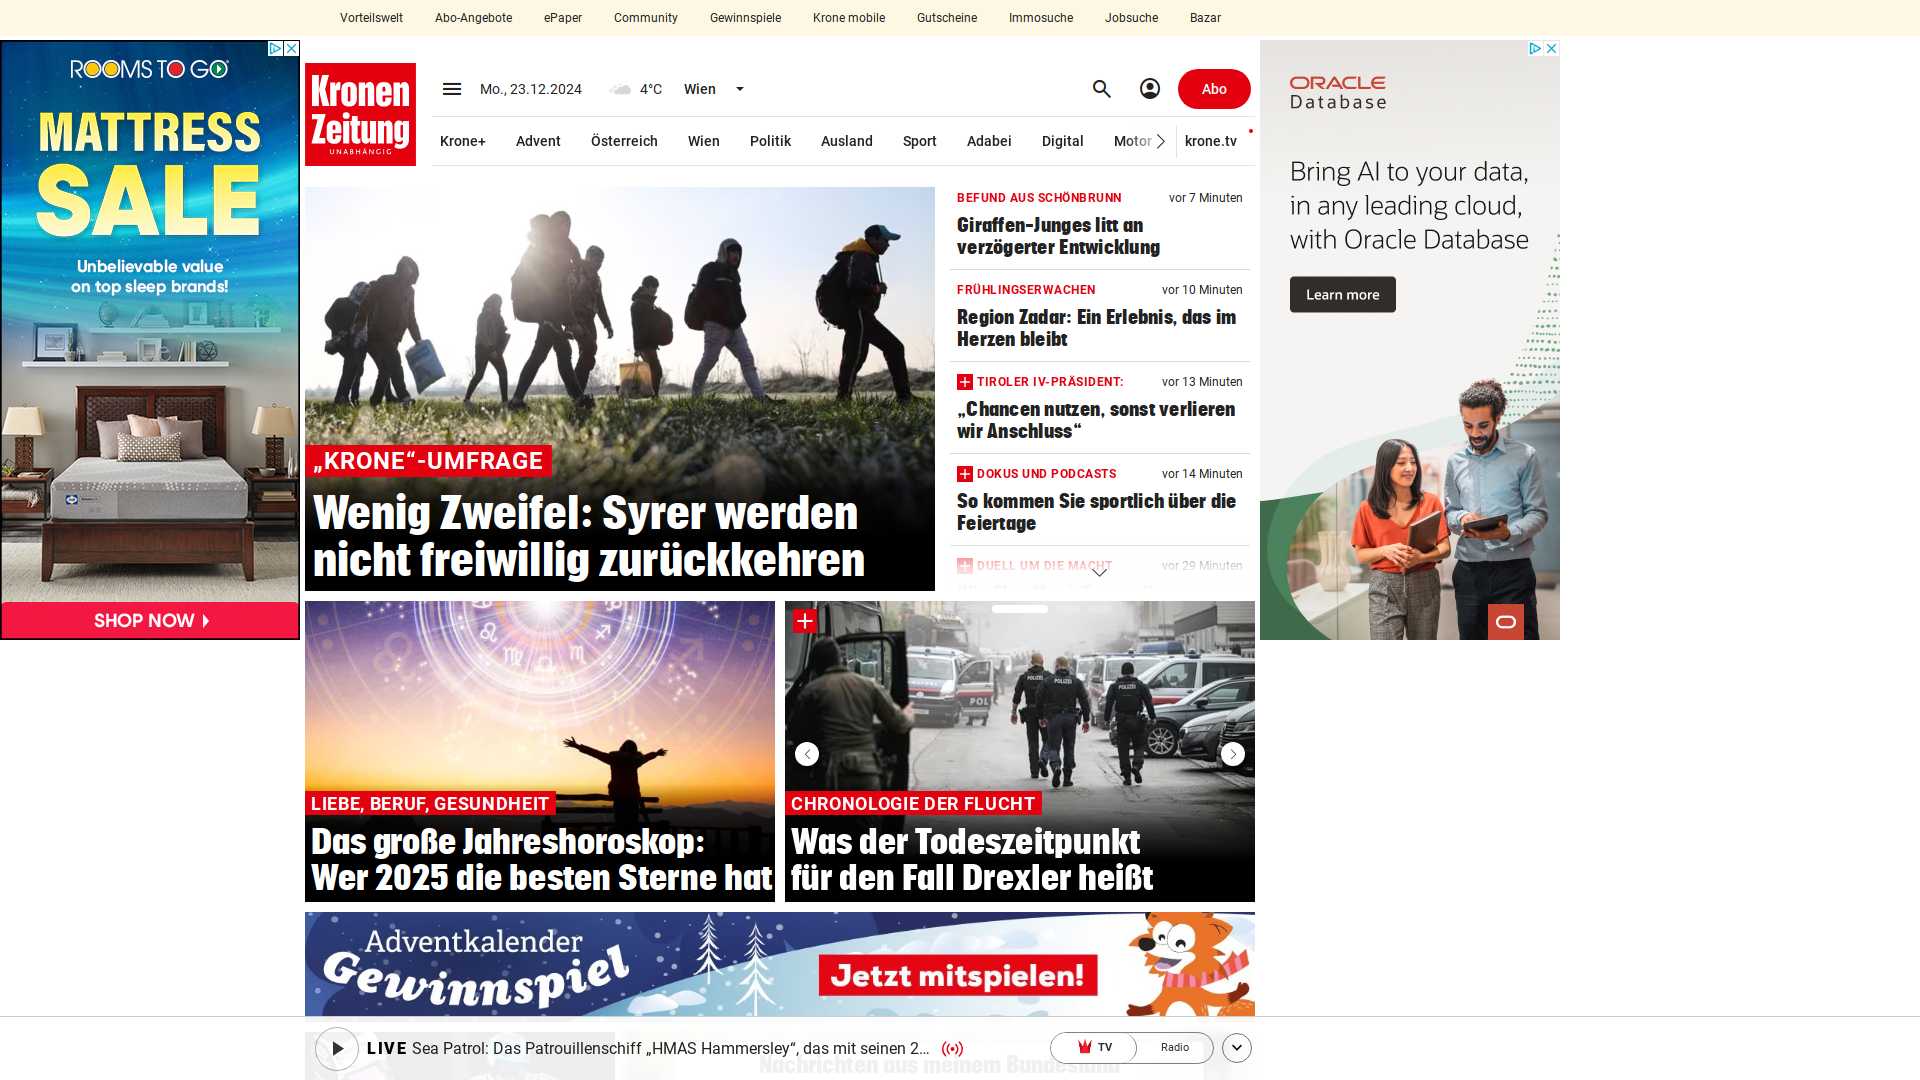 Vorteilswelt Abo-Angebote ePaper Community Gewinnspiele Krone mobile Gutscheine Immosuche Jobsuche Bazar
ROOMS TO GO
MATTRESS
SALE
Unbelievable value
on top sleep brands!
SHOP NOW
Kronen
Zeitung
UNABHÄNGIG
Mo., 23.12.2024 4°C Wien
Abo
Krone+ Advent Österreich Wien Politik Ausland Sport Adabei Digital Motor krone.tv
„KRONE“-UMFRAGE
Wenig Zweifel: Syrer werden
nicht freiwillig zurückkehren
BEFUND AUS SCHÖNBRUNN vor 7 Minuten
Giraffen-Junges litt an
verzögerter Entwicklung
FRÜHLINGSERWACHEN vor 10 Minuten
Region Zadar: Ein Erlebnis, das im
Herzen bleibt
TIROLER IV-PRÄSIDENT: vor 13 Minuten
„Chancen nutzen, sonst verlieren
wir Anschluss“
DOKUS UND PODCASTS vor 14 Minuten
So kommen Sie sportlich über die
Feiertage
DUELL UM DIE MACHT vor 29 Minuten
LIEBE, BERUF, GESUNDHEIT
Das große Jahreshoroskop:
Wer 2025 die besten Sterne hat
POLIZEI
POLIZEI
POLIZEI
CHRONOLOGIE DER FLUCHT
Was der Todeszeitpunkt
für den Fall Drexler heißt
Adventkalender
Gewinnspiel
Jetzt mitspielen!
LIVE Sea Patrol: Das Patrouillenschiff „HMAS Hammersley“, das mit seinen 2...
TV Radio
Nachrichten aus meinem Bundesland
ORACLE
Database
Bring AI to your data,
in any leading cloud,
with Oracle Database
Learn more